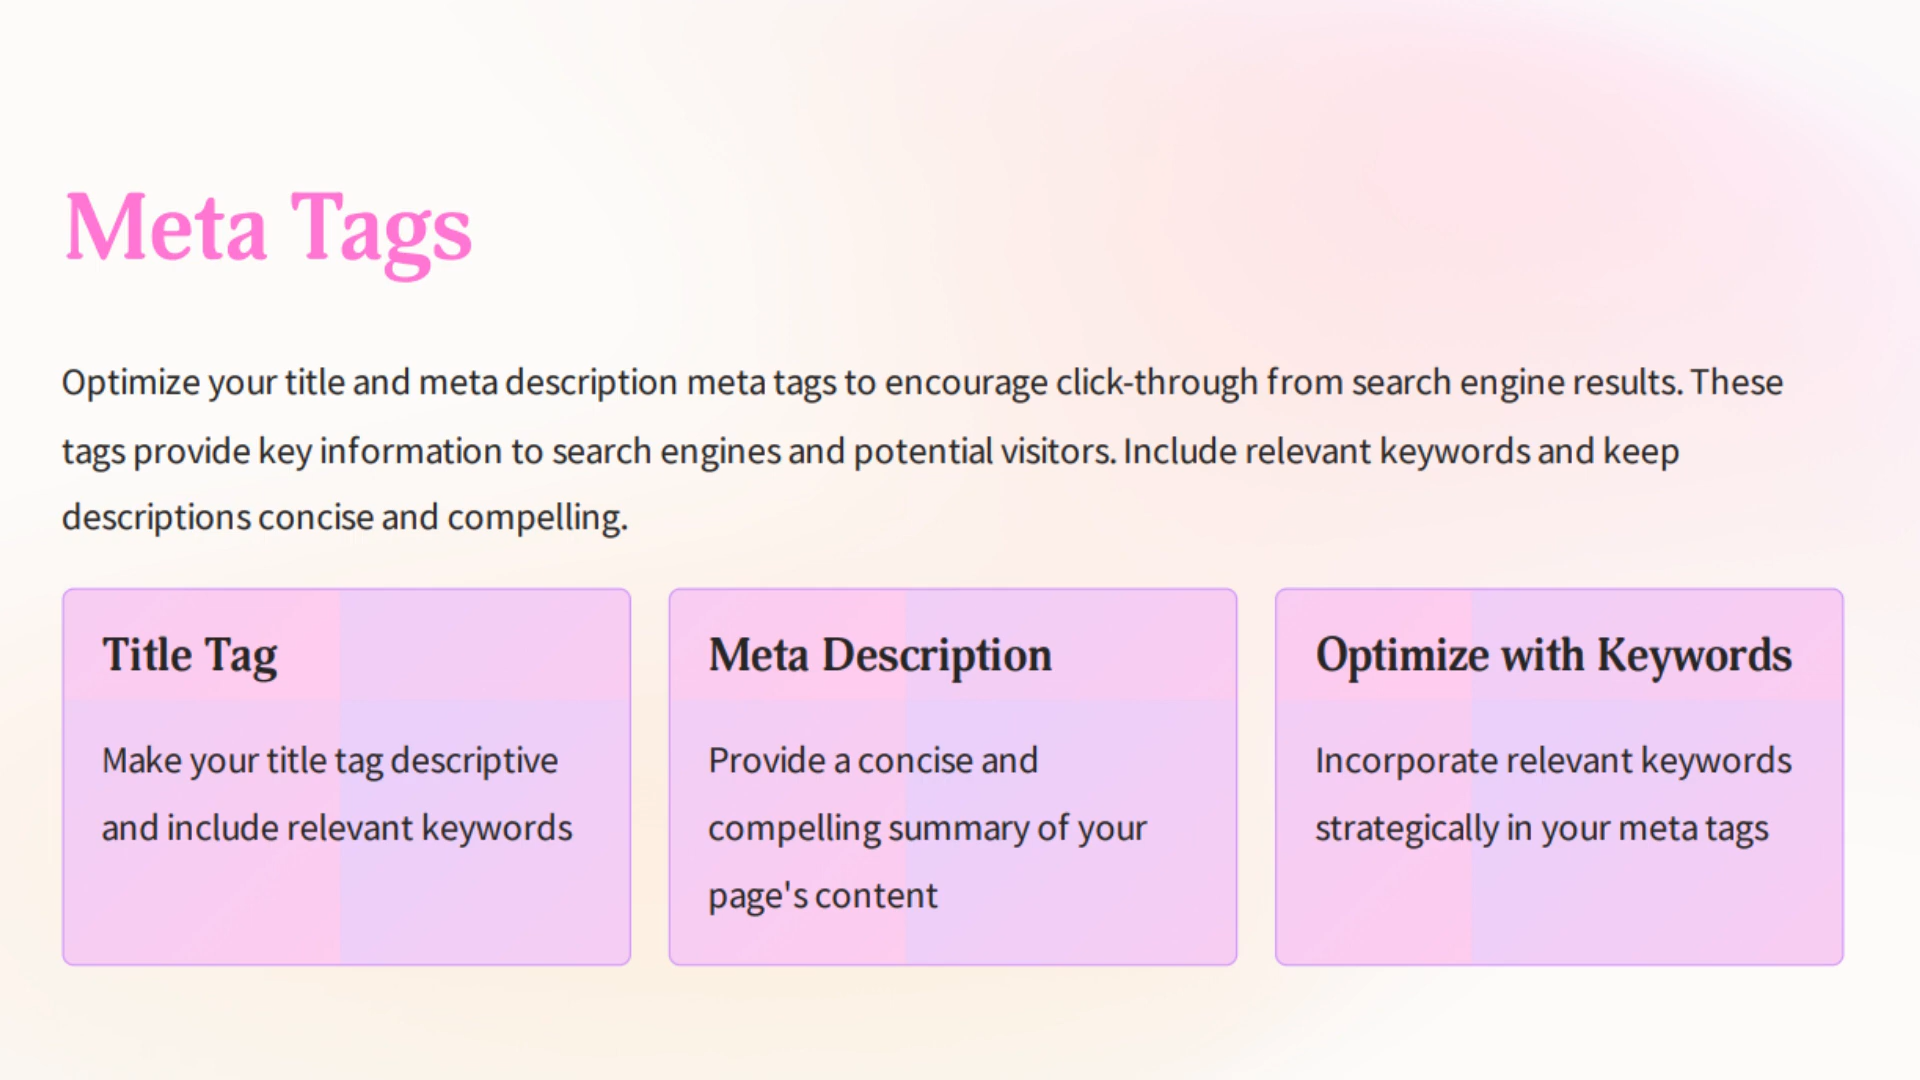 Meta Tags
Optimize your title and meta description meta tags to encourage click-through from search engine results. These
tags provide key information to search engines and potential visitors. Include relevant keywords and keep
descriptions concise and compelling.
Title Tag
Make your title tag descriptive
and include relevant keywords
Meta Description
Provide a concise and
compelling summary of your
page's content
Optimize with Keywords
Incorporate relevant keywords
strategically in your meta tags